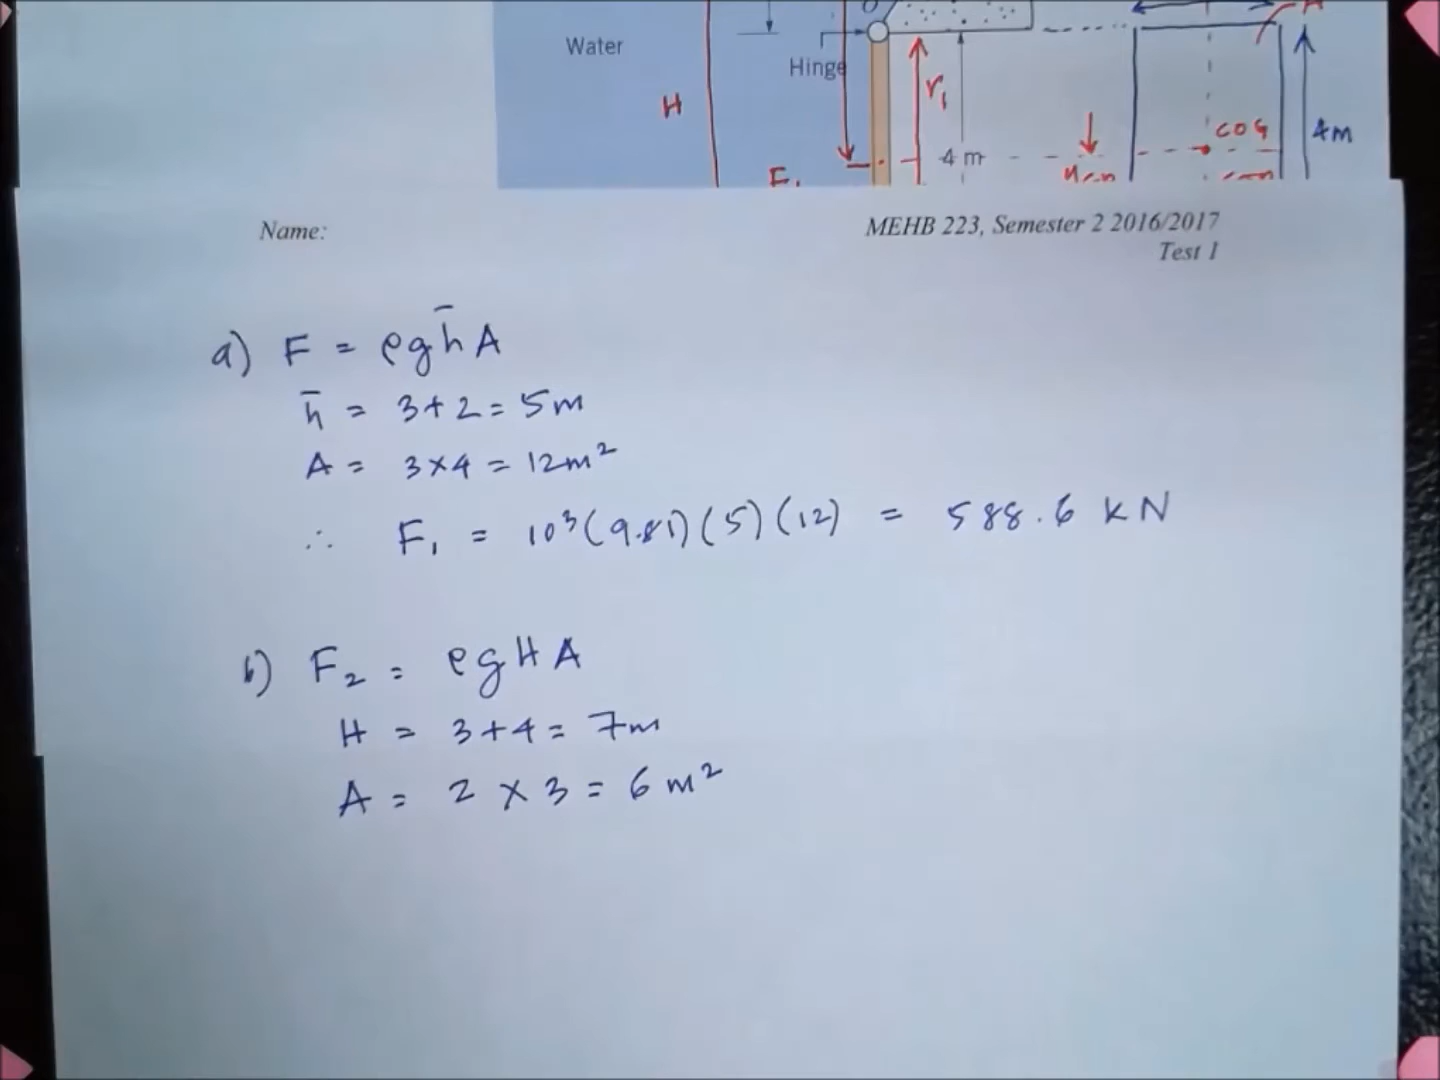 Water
Hinge
H
r₁
COG
4 m
4m
F₁
Name:
MEHB 223, Semester 2 2016/2017
Test 1
a) F = ρgh̄A
h̄ = 3+2 = 5m
A = 3×4 = 12m²
∴ F₁ = 10³(9.81)(5)(12) = 588.6 kN
b) F₂ = ρgHA
H = 3+4 = 7m
A = 2 × 3 = 6 m²